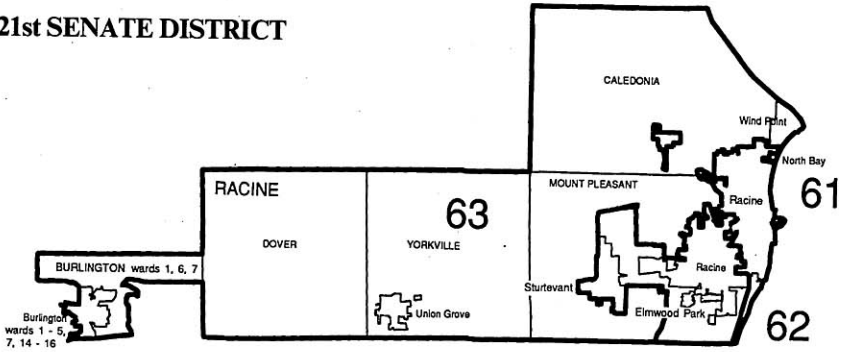 21st SENATE DISTRICT
CALEDONIA
Wind Point
North Bay
RACINE
63
MOUNT PLEASANT
Racine
61
DOVER
YORKVILLE
BURLINGTON wards 1, 6, 7
Racine
Sturtevant
Burlington
wards 1 - 5,
7, 14 - 16
Union Grove
Elmwood Park
62